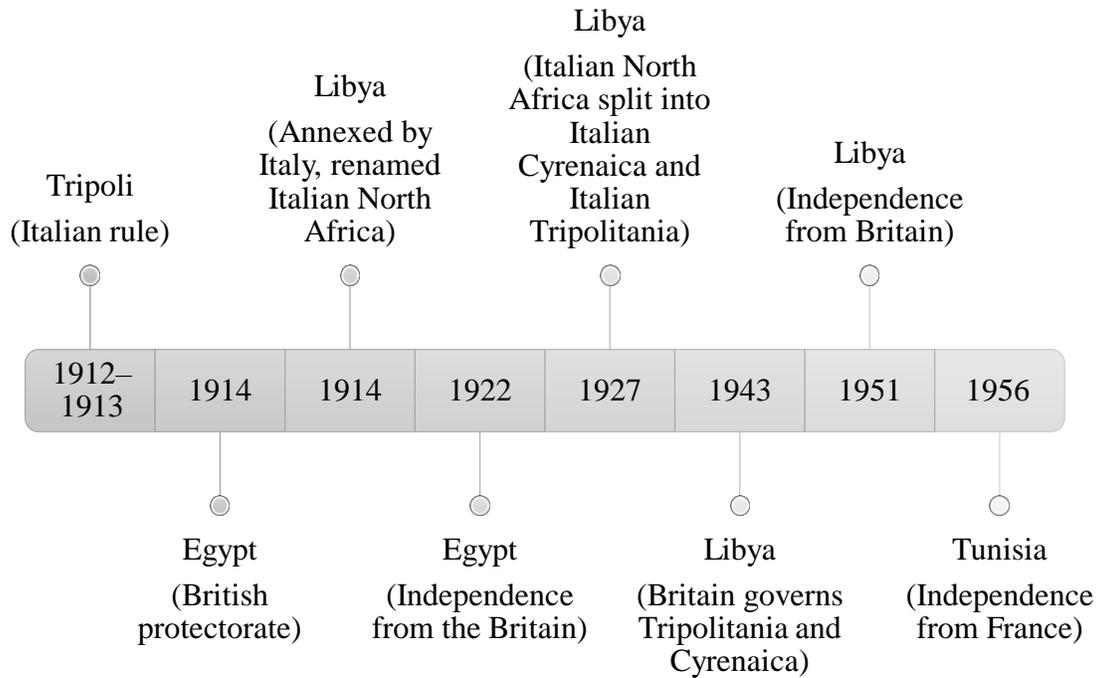 Libya
(Italian North
Africa split into
Italian
Cyrenaica and
Italian
Tripolitania)
Libya
(Annexed by
Italy, renamed
Italian North
Africa)
Libya
(Independence
from Britain)
Tripoli
(Italian rule)
1912–
1913
1914
1914
1922
1927
1943
1951
1956
Egypt
(British
protectorate)
Egypt
(Independence
from the Britain)
Libya
(Britain governs
Tripolitania and
Cyrenaica)
Tunisia
(Independence
from France)